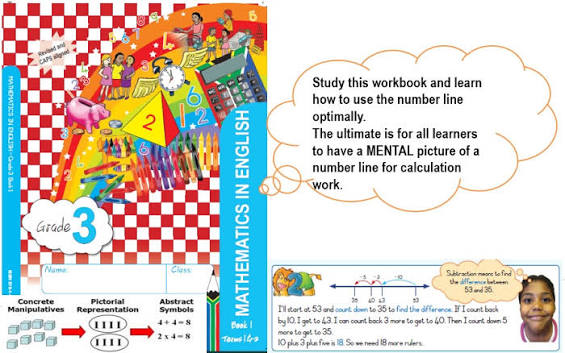 Revised and
CAPS aligned
MATHEMATICS IN ENGLISH – Grade 3 Book 1
MATHEMATICS IN ENGLISH
2
6
12
Grade 3
Name:
Class:
Book 1
Terms 1 & 2
Study this workbook and learn
how to use the number line
optimally.
The ultimate is for all learners
to have a MENTAL picture of a
number line for calculation
work.
Concrete
Manipulatives
Pictorial
Representation
Abstract
Symbols
4 + 4 = 8
2 x 4 = 8
-5
-3
-10
35
40
43
53
Subtraction means to find
the difference between
53 and 35.
I'll start at 53 and count down to 35 to find the difference. If I count back
by 10, I get to 43. I can count back 3 more to get to 40. Then I count down 5
more to get to 35.
10 plus 3 plus five is 18. So we need 18 more rulers.